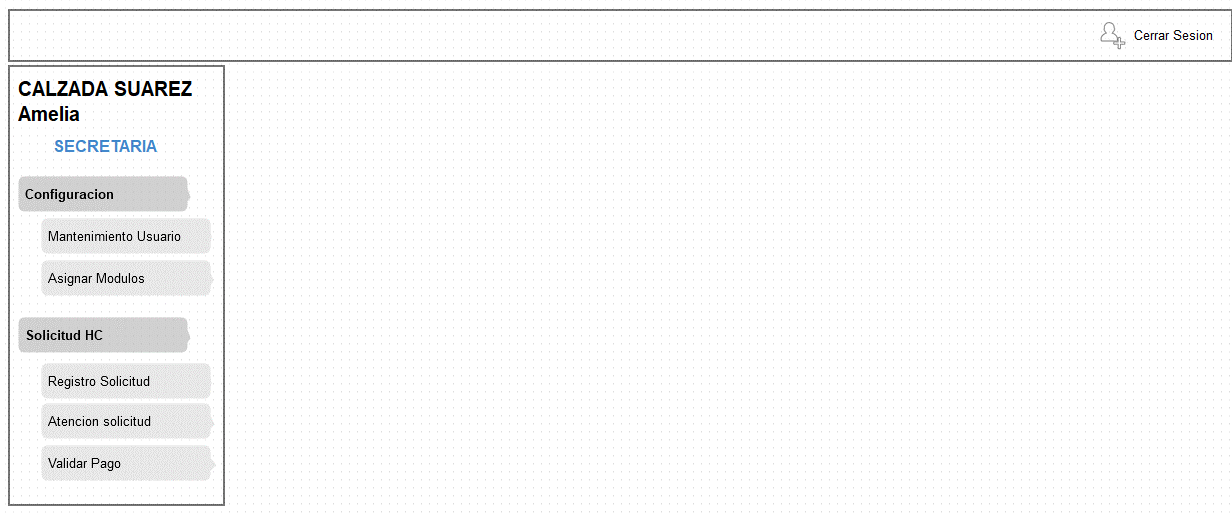 Cerrar Sesion
CALZADA SUAREZ
Amelia
SECRETARIA
Configuracion
Mantenimiento Usuario
Asignar Modulos
Solicitud HC
Registro Solicitud
Atencion solicitud
Validar Pago